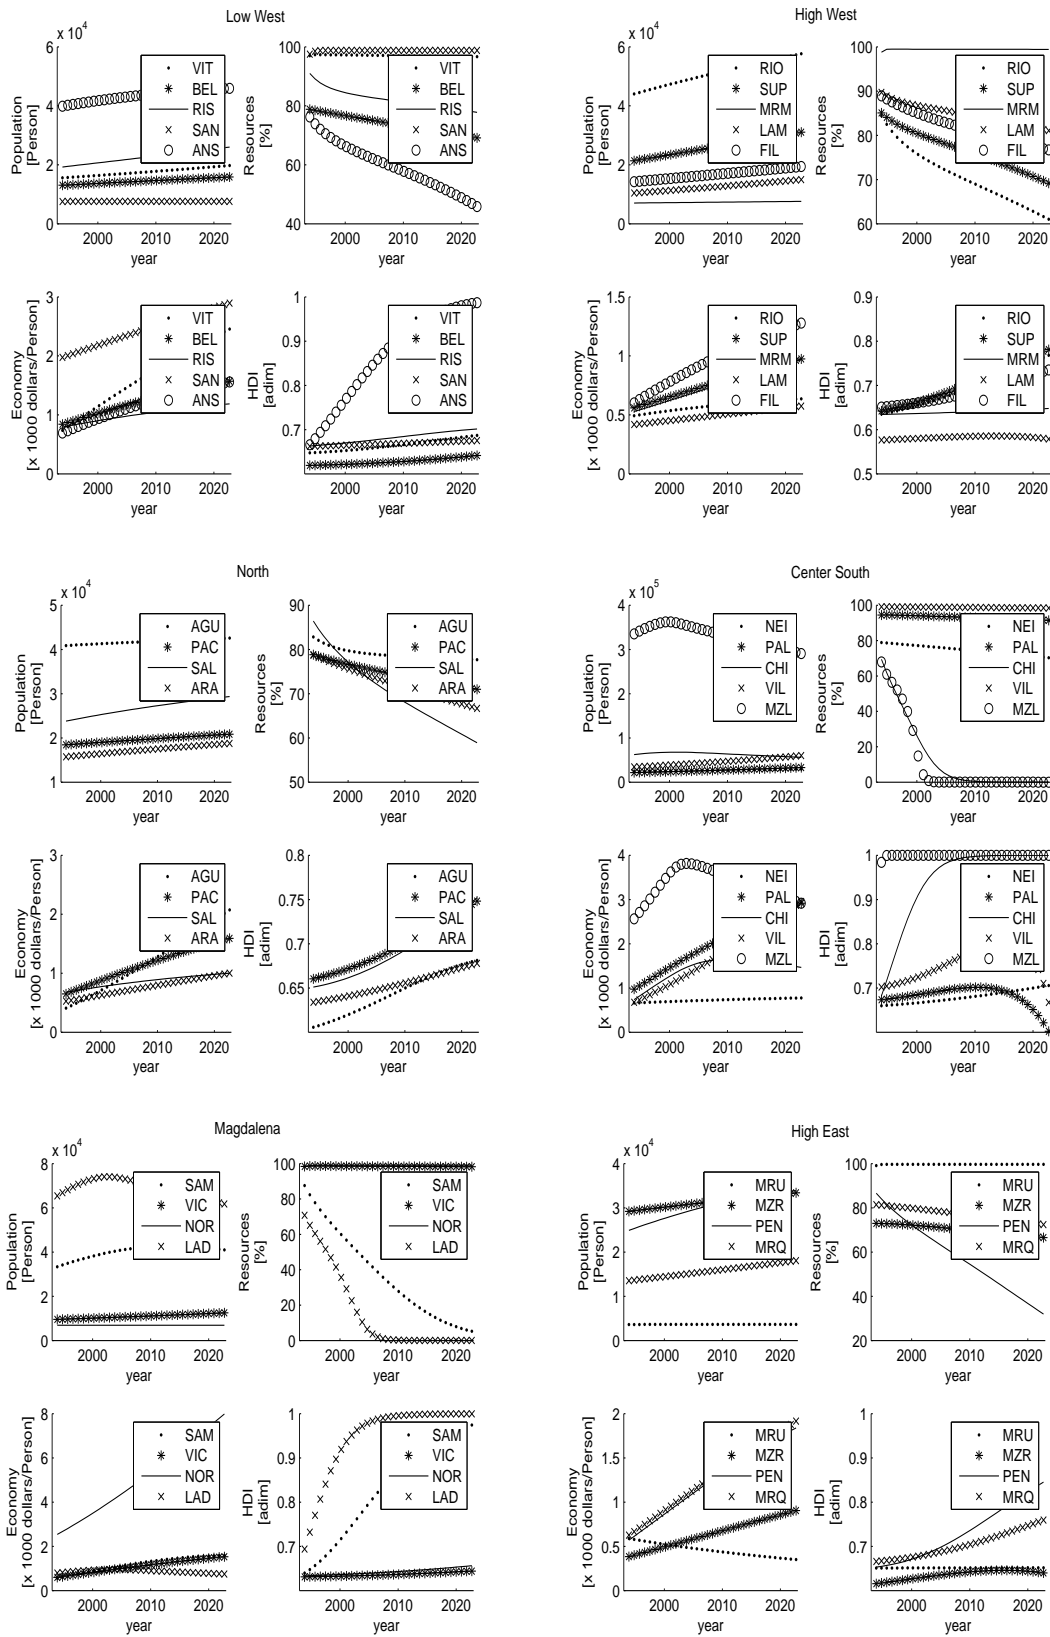 Low West
x 10^4
Population
[Person]
6
4
2
0
2000 2010 2020
year
VIT
BEL
RIS
SAN
ANS
Resources
[%]
100
80
60
40
2000 2010 2020
year
VIT
BEL
RIS
SAN
ANS
Economy
[x 1000 dollars/Person]
3
2
1
0
2000 2010 2020
year
VIT
BEL
RIS
SAN
ANS
HDI
[adim]
1
0.9
0.8
0.7
2000 2010 2020
year
VIT
BEL
RIS
SAN
ANS
High West
x 10^4
Population
[Person]
6
4
2
0
2000 2010 2020
year
RIO
SUP
MRM
LAM
FIL
Resources
[%]
100
90
80
70
60
2000 2010 2020
year
RIO
SUP
MRM
LAM
FIL
Economy
[x 1000 dollars/Person]
1.5
1
0.5
0
2000 2010 2020
year
RIO
SUP
MRM
LAM
FIL
HDI
[adim]
0.9
0.8
0.7
0.6
0.5
2000 2010 2020
year
RIO
SUP
MRM
LAM
FIL
North
x 10^4
Population
[Person]
5
4
3
2
1
2000 2010 2020
year
AGU
PAC
SAL
ARA
Resources
[%]
90
80
70
60
50
2000 2010 2020
year
AGU
PAC
SAL
ARA
Economy
[x 1000 dollars/Person]
3
2
1
0
2000 2010 2020
year
AGU
PAC
SAL
ARA
HDI
[adim]
0.8
0.75
0.7
0.65
2000 2010 2020
year
AGU
PAC
SAL
ARA
Center South
x 10^5
Population
[Person]
4
3
2
1
0
2000 2010 2020
year
NEI
PAL
CHI
VIL
MZL
Resources
[%]
100
80
60
40
20
0
2000 2010 2020
year
NEI
PAL
CHI
VIL
MZL
Economy
[x 1000 dollars/Person]
4
3
2
1
0
2000 2010 2020
year
NEI
PAL
CHI
VIL
MZL
HDI
[adim]
1
0.9
0.8
0.7
2000 2010 2020
year
NEI
PAL
CHI
VIL
MZL
Magdalena
x 10^4
Population
[Person]
8
6
4
2
0
2000 2010 2020
year
SAM
VIC
NOR
LAD
Resources
[%]
100
80
60
40
20
0
2000 2010 2020
year
SAM
VIC
NOR
LAD
Economy
[x 1000 dollars/Person]
8
6
4
2
0
2000 2010 2020
year
SAM
VIC
NOR
LAD
HDI
[adim]
1
0.9
0.8
0.7
2000 2010 2020
year
SAM
VIC
NOR
LAD
High East
x 10^4
Population
[Person]
4
3
2
1
0
2000 2010 2020
year
MRU
MZR
PEN
MRQ
Resources
[%]
100
80
60
40
20
2000 2010 2020
year
MRU
MZR
PEN
MRQ
Economy
[x 1000 dollars/Person]
2
1.5
1
0.5
0
2000 2010 2020
year
MRU
MZR
PEN
MRQ
HDI
[adim]
1
0.9
0.8
0.7
2000 2010 2020
year
MRU
MZR
PEN
MRQ